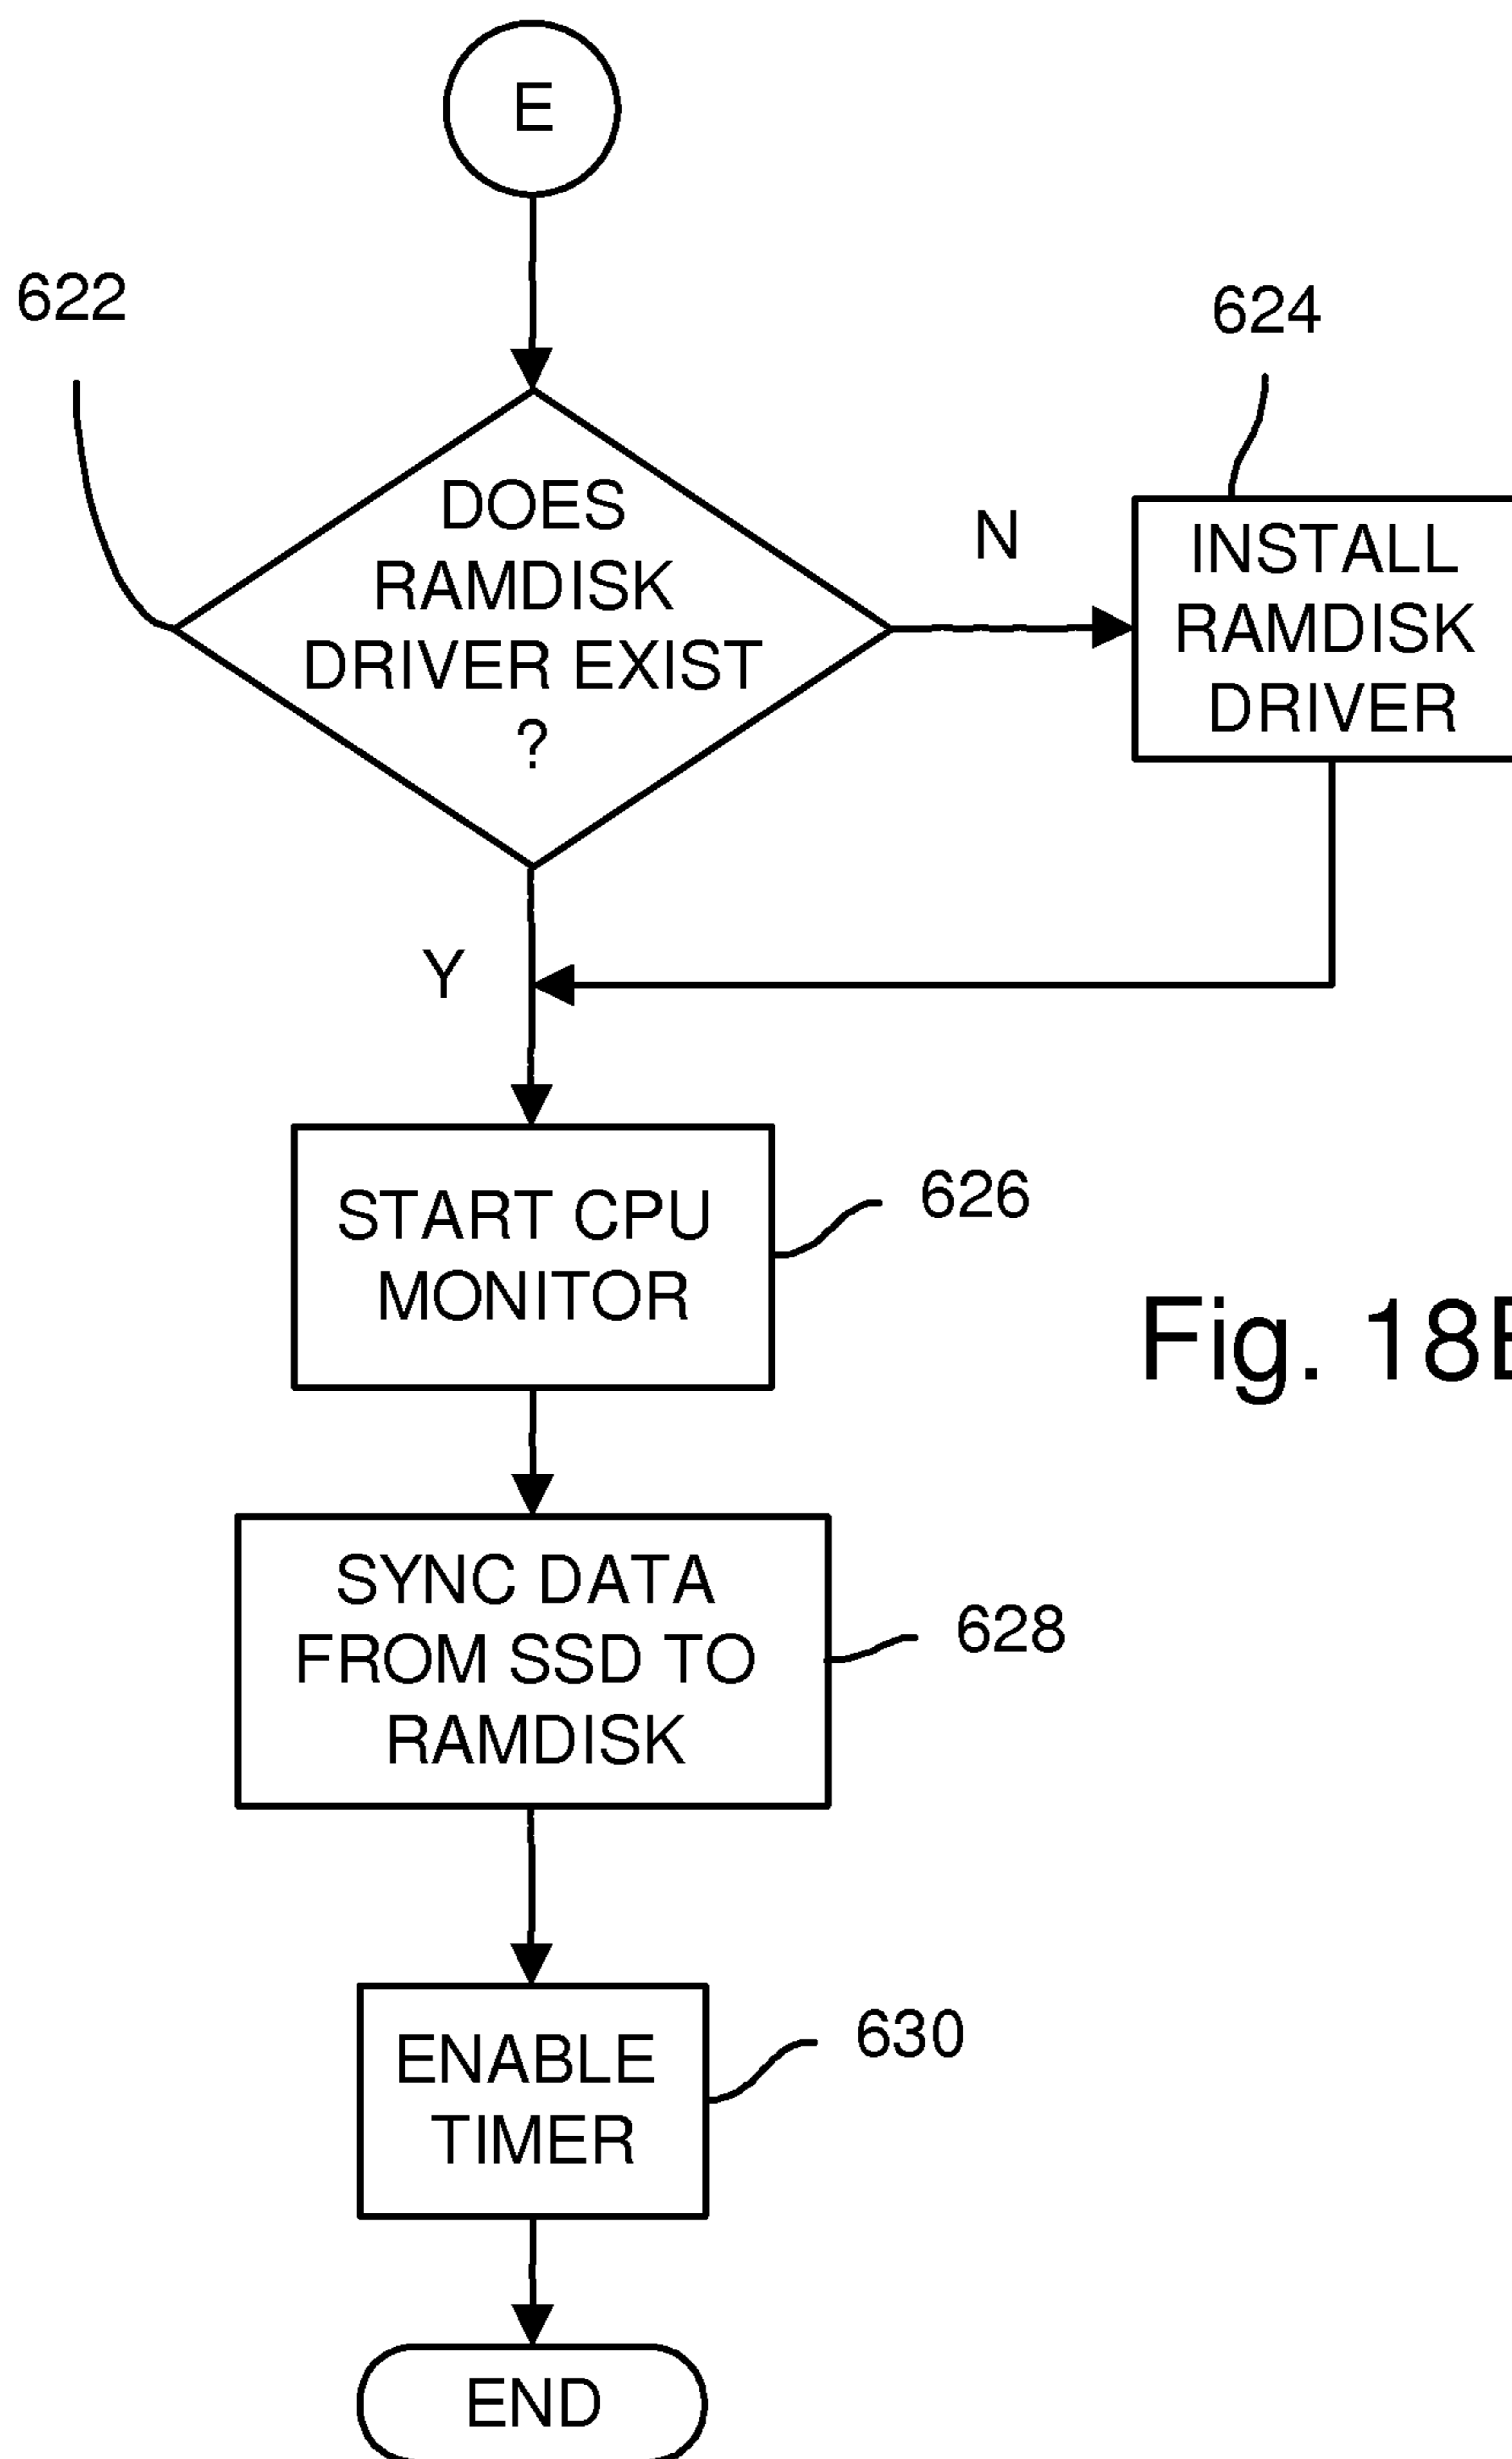 E
622
624
DOES
RAMDISK
DRIVER EXIST
?
N
INSTALL
RAMDISK
DRIVER
Y
START CPU
MONITOR
626
Fig.
SYNC DATA
FROM SSD TO
RAMDISK
628
ENABLE
TIMER
630
END